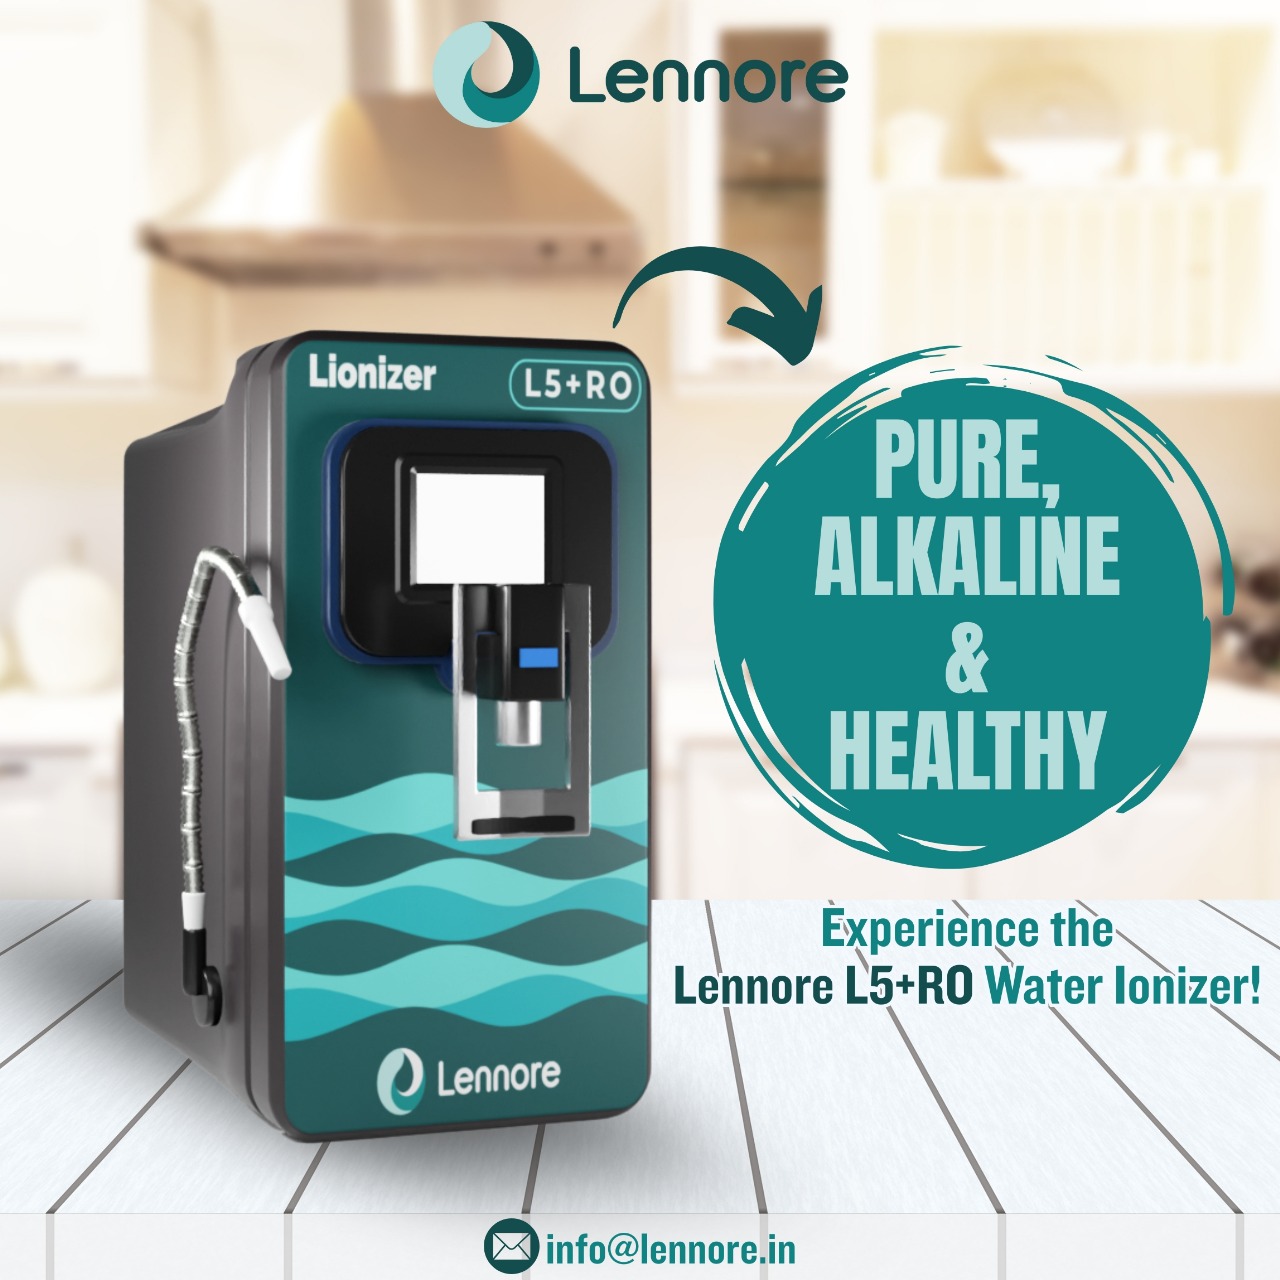 Lennore
Lionizer
L5+RO
PURE,
ALKALINE
&
HEALTHY
Experience the
Lennore L5+RO Water Ionizer!
Lennore
info@lennore.in